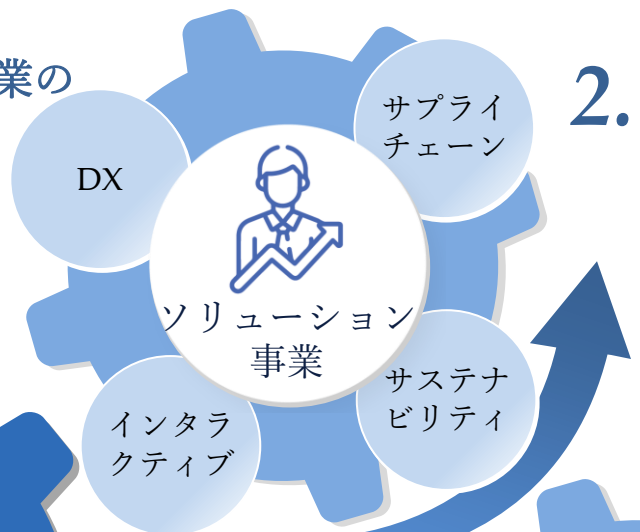 業の
2.
DX
サプライ
チェーン
ソリューション
事業
サステナ
ビリティ
インタラ
クティブ